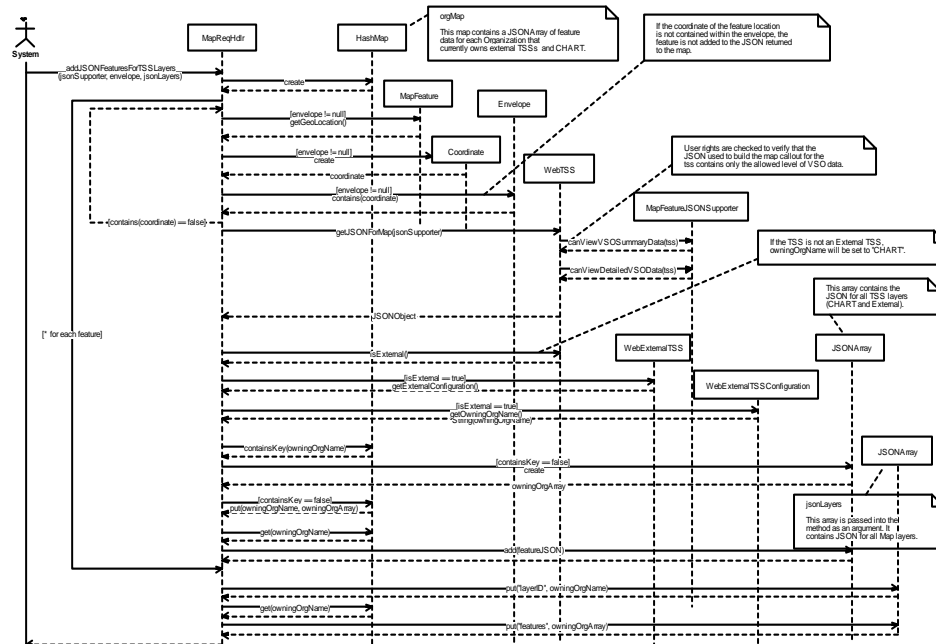 orgMap
This map contains a JSONArray of feature
data for each Organization that
currently owns external TSSs and CHART.
If the coordinate of the feature location
is not contained within the envelope, the
feature is not added to the JSON returned
to the map.
System
MapReqHdlr
HashMap
addJSONFeaturesForTSSLayers
(jsonSupporter, envelope, jsonLayers)
create
MapFeature
Envelope
[envelope != null]
getGeoLocation()
[envelope != null]
create
Coordinate
coordinate
User rights are checked to verify that the
JSON used to build the map callout for the
tss contains only the allowed level of VSO data.
WebTSS
[envelope != null]
contains(coordinate)
MapFeatureJSONSupporter
[contains(coordinate) == false]
getJSONForMap(jsonSupporter)
canViewVSOSummaryData(tss)
canViewDetailedVSOData(tss)
If the TSS is not an External TSS,
owningOrgName will be set to "CHART".
This array contains the
JSON for all TSS layers
(CHART and External).
JSONObject
[* for each feature]
isExternal()
WebExternalTSS
JSONArray
[isExternal == true]
getExternalConfiguration()
WebExternalTSSConfiguration
[isExternal == true]
getOwningOrgName()
String(owningOrgName)
containsKey(owningOrgName)
JSONArray
[containsKey == false]
create
owningOrgArray
[containsKey == false]
put(owningOrgName, owningOrgArray)
jsonLayers
This array is passed into the
method as an argument. It
contains JSON for all Map layers.
get(owningOrgName)
add(featureJSON)
put("layerID", owningOrgName)
get(owningOrgName)
put("features", owningOrgArray)